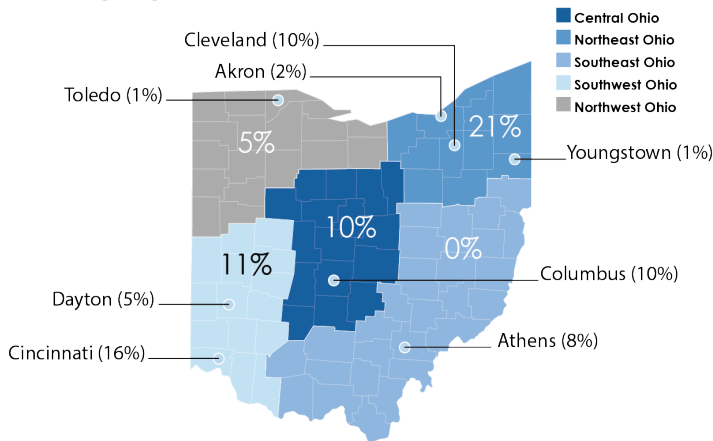 Central Ohio
Northeast Ohio
Southeast Ohio
Southwest Ohio
Northwest Ohio
Cleveland (10%)
Akron (2%)
Toledo (1%)
21%
5%
Youngstown (1%)
10%
0%
11%
Columbus (10%)
Dayton (5%)
Athens (8%)
Cincinnati (16%)